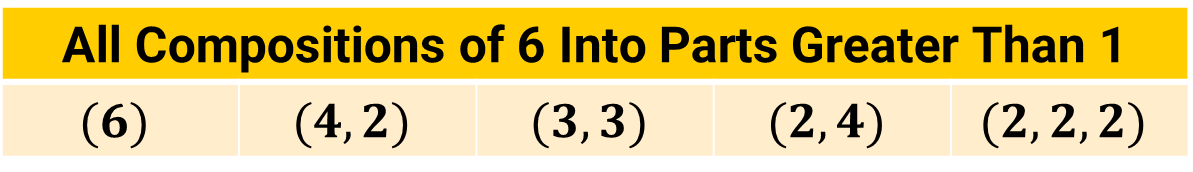 All Compositions of 6 Into Parts Greater Than 1
(6) (4, 2) (3, 3) (2, 4) (2, 2, 2)